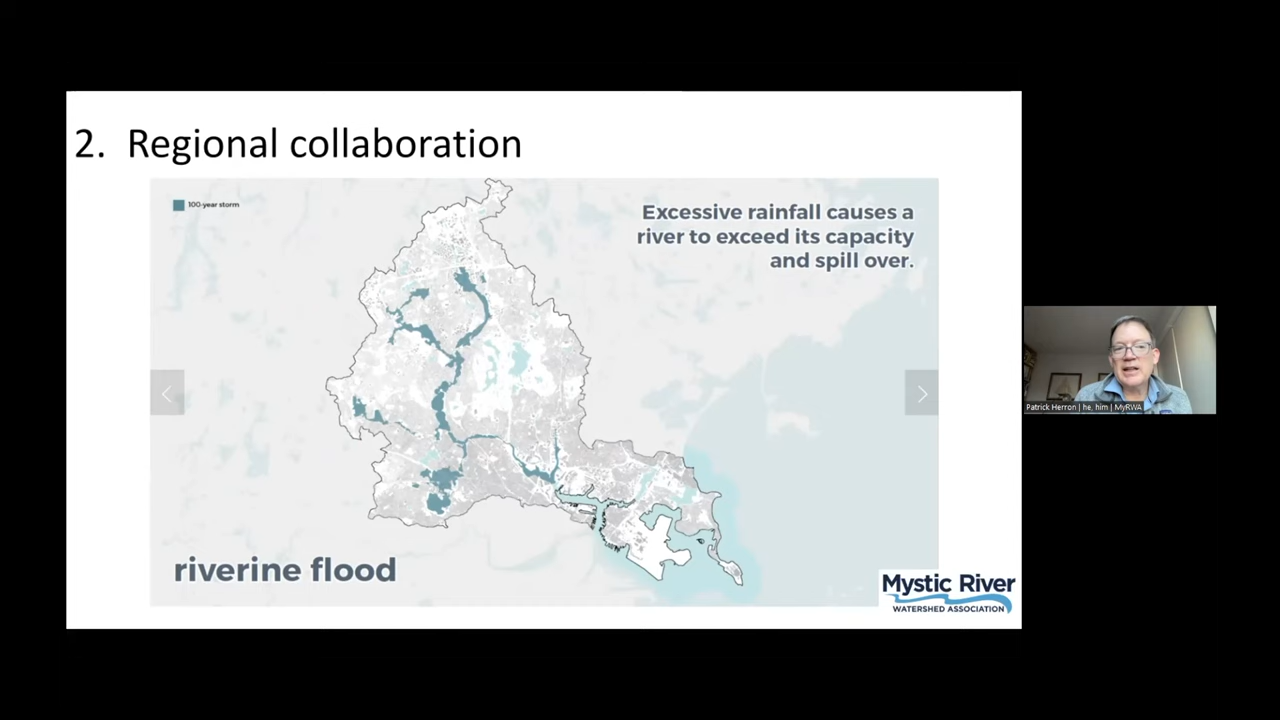 2. Regional collaboration
100-year storm
Excessive rainfall causes a
river to exceed its capacity
and spill over.
riverine flood
Mystic River
WATERSHED ASSOCIATION
Patrick Herron | he, him | MyRWA